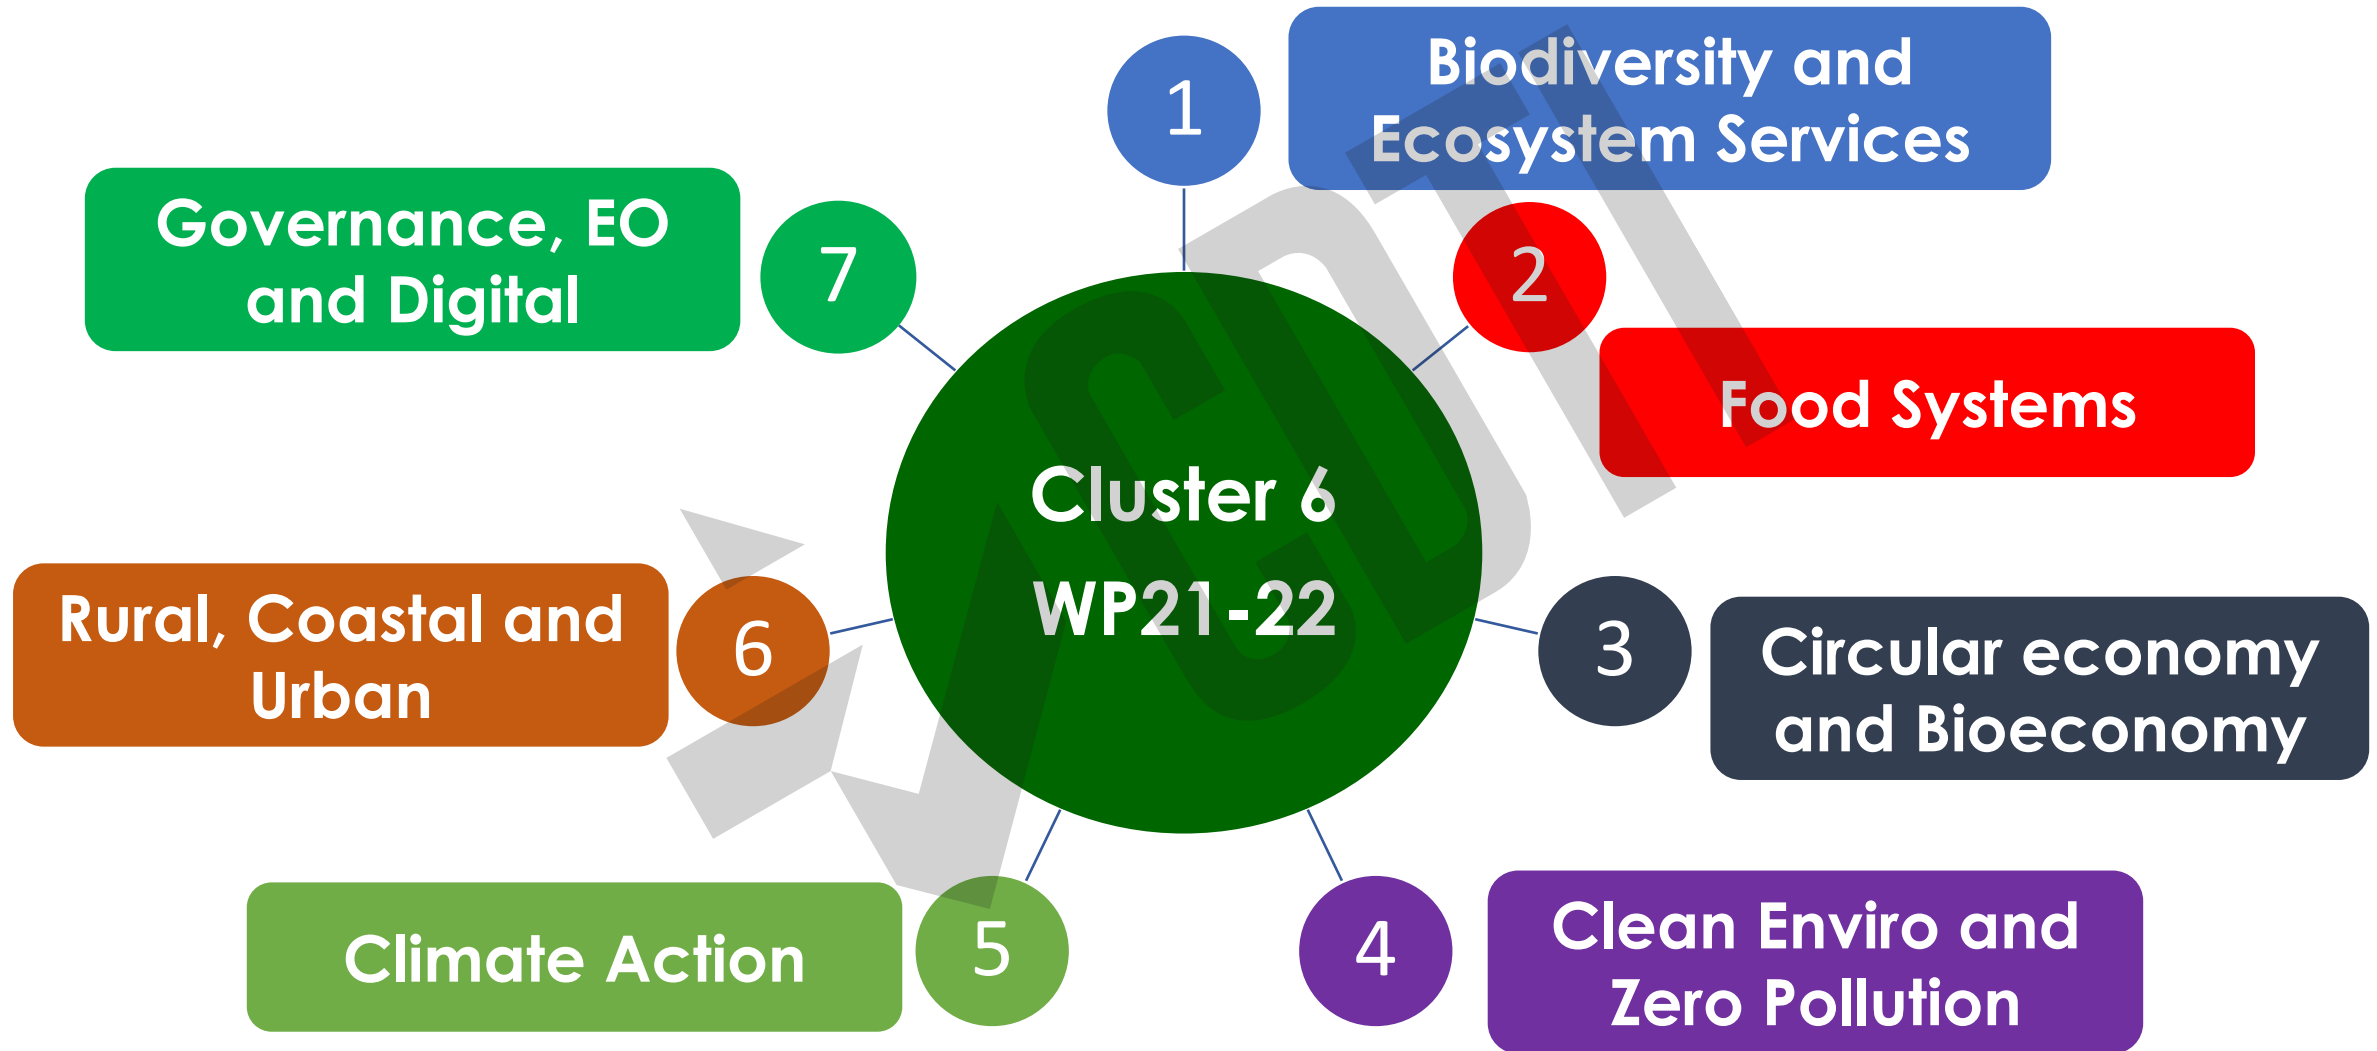 Cluster 6
WP21-22
1
Biodiversity and
Ecosystem Services
2
Food Systems
3
Circular economy
and Bioeconomy
4
Clean Enviro and
Zero Pollution
5
Climate Action
6
Rural, Coastal and
Urban
7
Governance, EO
and Digital
CDTI